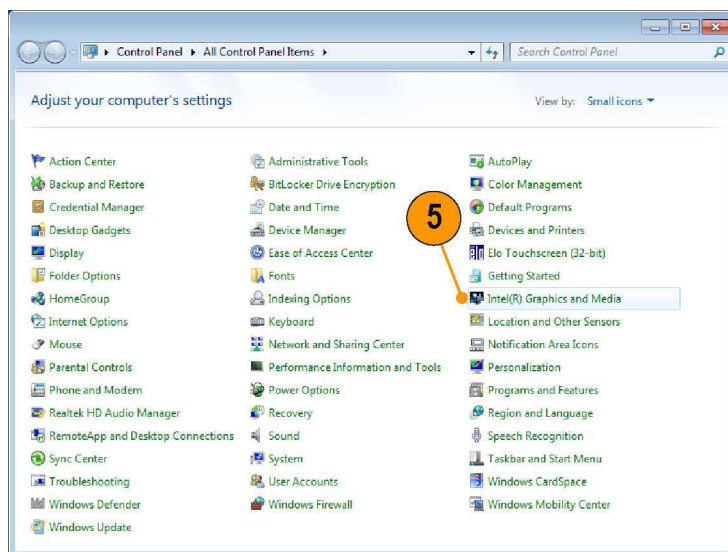 Control Panel ▸ All Control Panel Items ▸
Search Control Panel
Adjust your computer's settings
View by: Small icons
Action Center
Administrative Tools
AutoPlay
Backup and Restore
BitLocker Drive Encryption
Color Management
Credential Manager
Date and Time
Default Programs
Desktop Gadgets
Device Manager
Devices and Printers
Display
Ease of Access Center
Elo Touchscreen (32-bit)
Folder Options
Fonts
Getting Started
HomeGroup
Indexing Options
Intel(R) Graphics and Media
Internet Options
Keyboard
Location and Other Sensors
Mouse
Network and Sharing Center
Notification Area Icons
Parental Controls
Performance Information and Tools
Personalization
Phone and Modem
Power Options
Programs and Features
Realtek HD Audio Manager
Recovery
Region and Language
RemoteApp and Desktop Connections
Sound
Speech Recognition
Sync Center
System
Taskbar and Start Menu
Troubleshooting
User Accounts
Windows CardSpace
Windows Defender
Windows Firewall
Windows Mobility Center
Windows Update
5